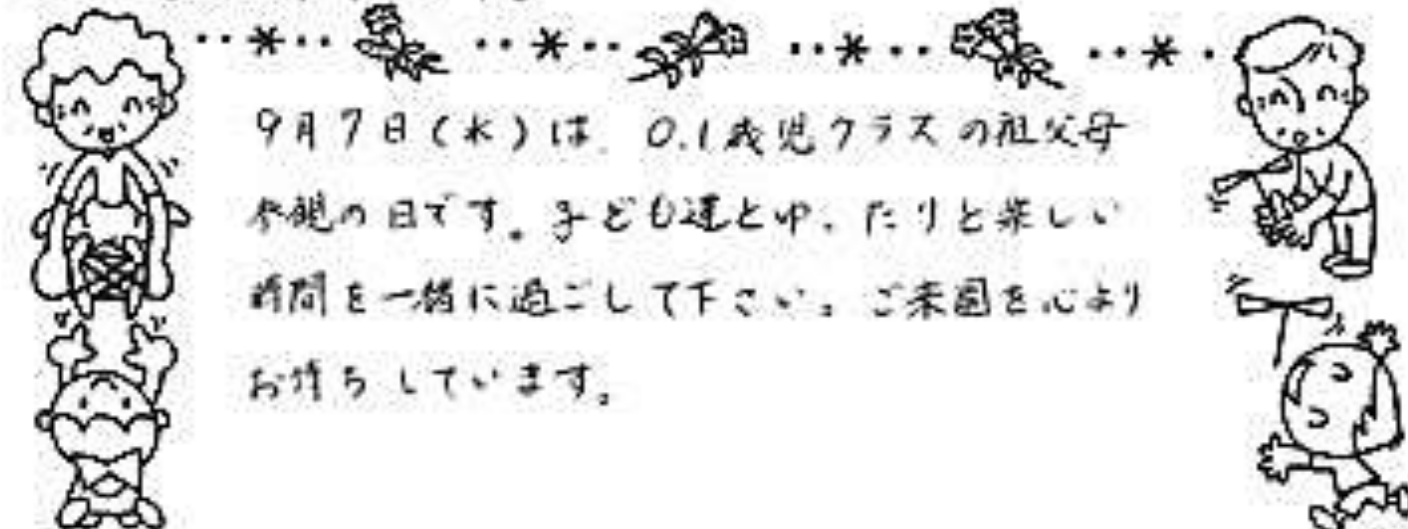 9月7日(水)は、0.1歳児クラスの祖父母
参観の日です。子ども達とゆったりと楽しい
時間を一緒に過ごして下さい。ご来園を心より
お待ちしています。